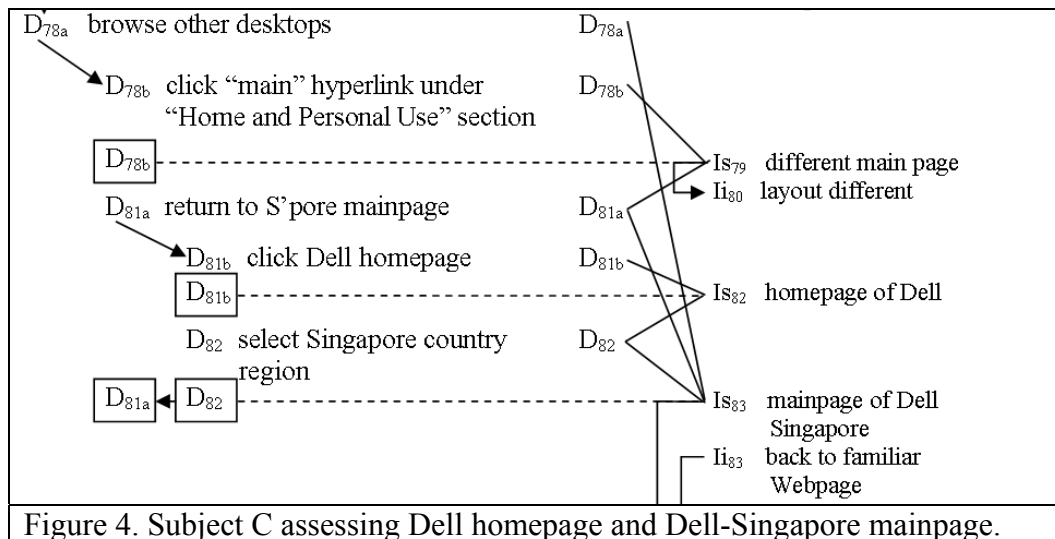 D78a browse other desktops D78a
D78b click “main” hyperlink under D78b
“Home and Personal Use” section
D78b Is79 different main page
Ii80 layout different
D81a return to S’pore mainpage D81a
D81b click Dell homepage D81b
D81b Is82 homepage of Dell
D82 select Singapore country D82
region
D81a D82 Is83 mainpage of Dell
Singapore
Ii83 back to familiar
Webpage
Figure 4. Subject C assessing Dell homepage and Dell-Singapore mainpage.